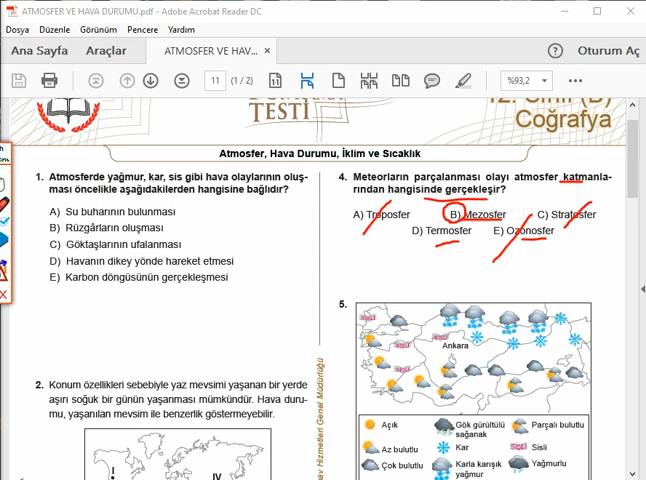 ATMOSFER VE HAVA DURUMU.pdf - Adobe Acrobat Reader DC
Dosya Düzenle Görünüm Pencere Yardım
Ana Sayfa Araçlar ATMOSFER VE HAV... × Oturum Aç
11 (1 / 2) %93,2
TESTİ
12. Sınıf (B)
Coğrafya
Atmosfer, Hava Durumu, İklim ve Sıcaklık
1. Atmosferde yağmur, kar, sis gibi hava olaylarının oluş-
ması öncelikle aşağıdakilerden hangisine bağlıdır?
A) Su buharının bulunması
B) Rüzgârların oluşması
C) Göktaşlarının ufalanması
D) Havanın dikey yönde hareket etmesi
E) Karbon döngüsünün gerçekleşmesi
2. Konum özellikleri sebebiyle yaz mevsimi yaşanan bir yerde
aşırı soğuk bir günün yaşanması mümkündür. Hava duru-
mu, yaşanılan mevsim ile benzerlik göstermeyebilir.
I
IV
Hizmetleri Genel Müdürlüğü
4. Meteorların parçalanması olayı atmosfer katmanla-
rından hangisinde gerçekleşir?
A) Troposfer B) Mezosfer C) Stratosfer
D) Termosfer E) Ozonosfer
5.
Ankara
Açık
Gök gürültülü
sağanak
Parçalı bulutlu
Az bulutlu
Kar
Sisli
Çok bulutlu
Karla karışık
yağmur
Yağmurlu